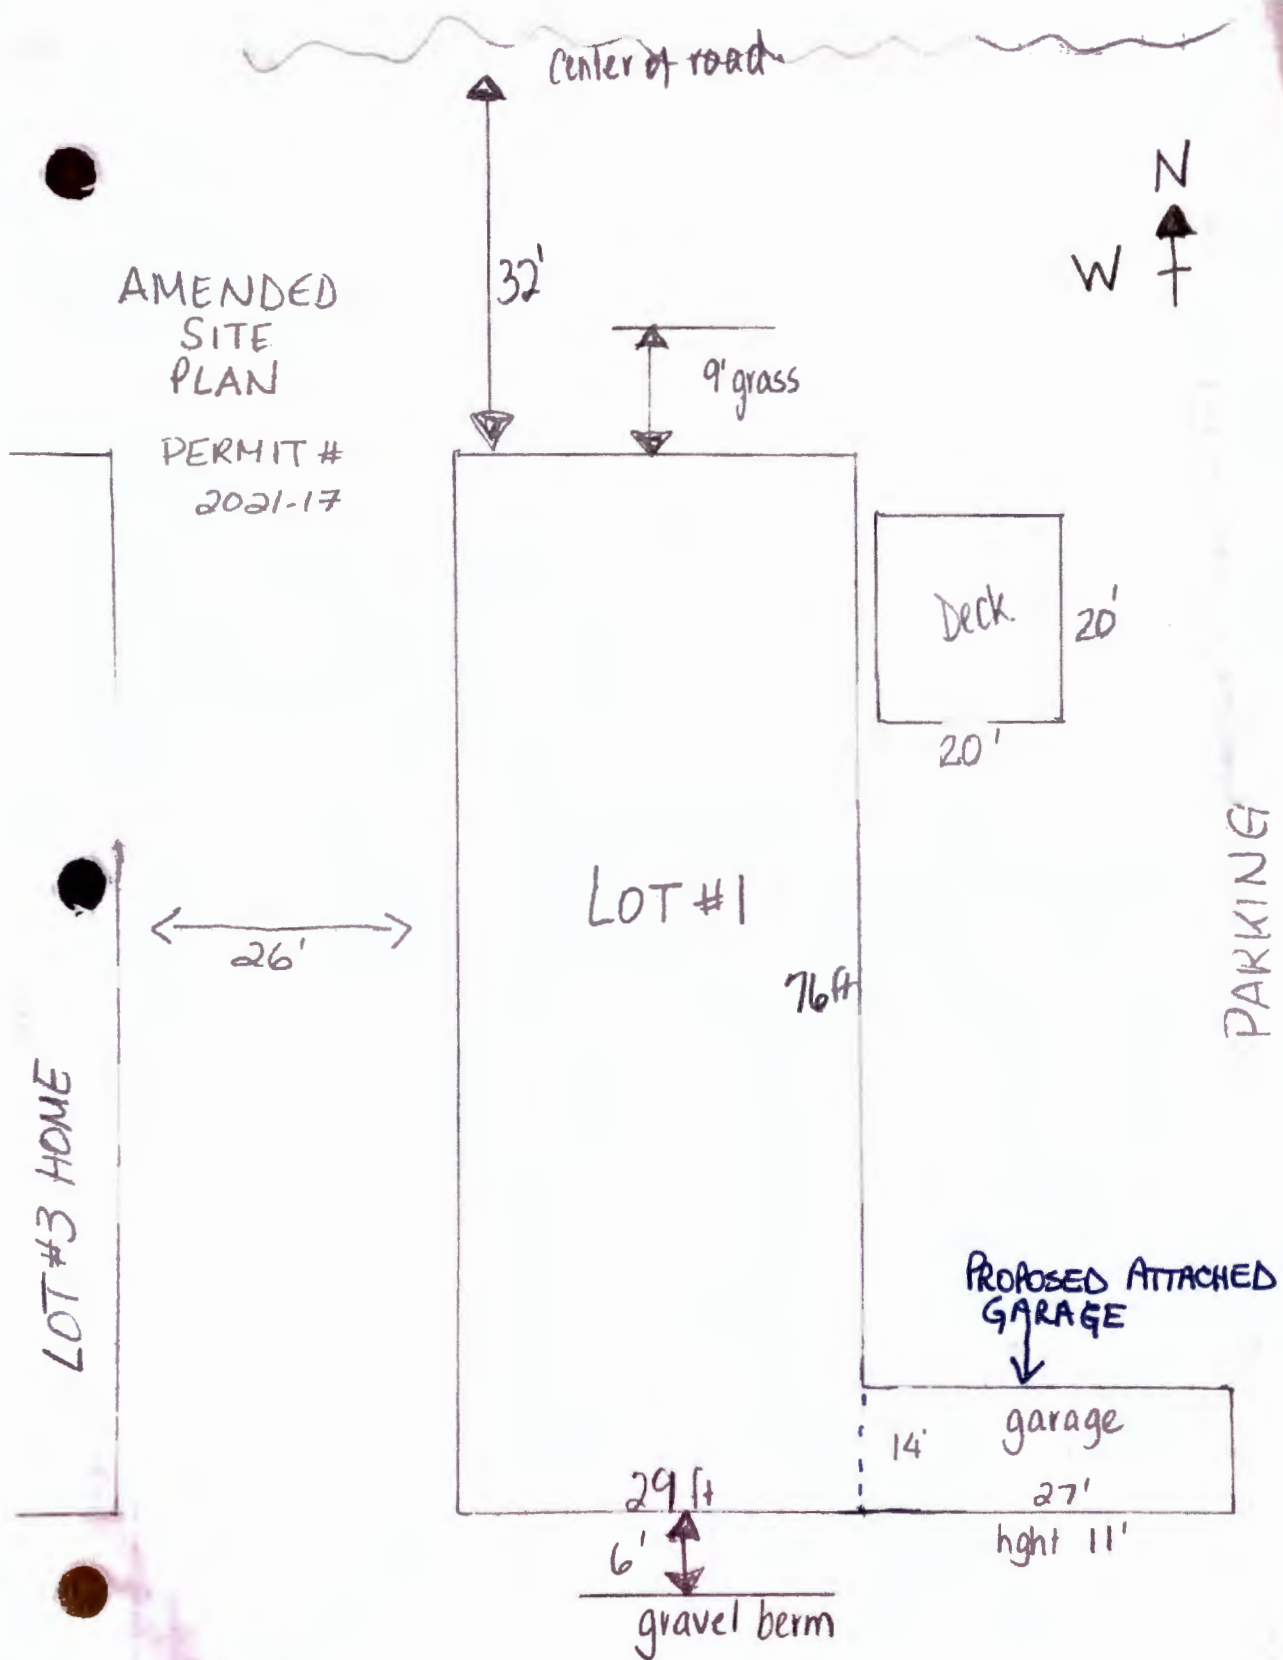 center of road
N
W
32'
AMENDED
SITE
PLAN
9' grass
PERMIT #
2021-17
Deck.
20'
20'
LOT #1
PARKING
26'
76 ft
LOT #3 HOME
PROPOSED ATTACHED
GARAGE
garage
14'
27'
29 ft
hght 11'
6'
gravel berm